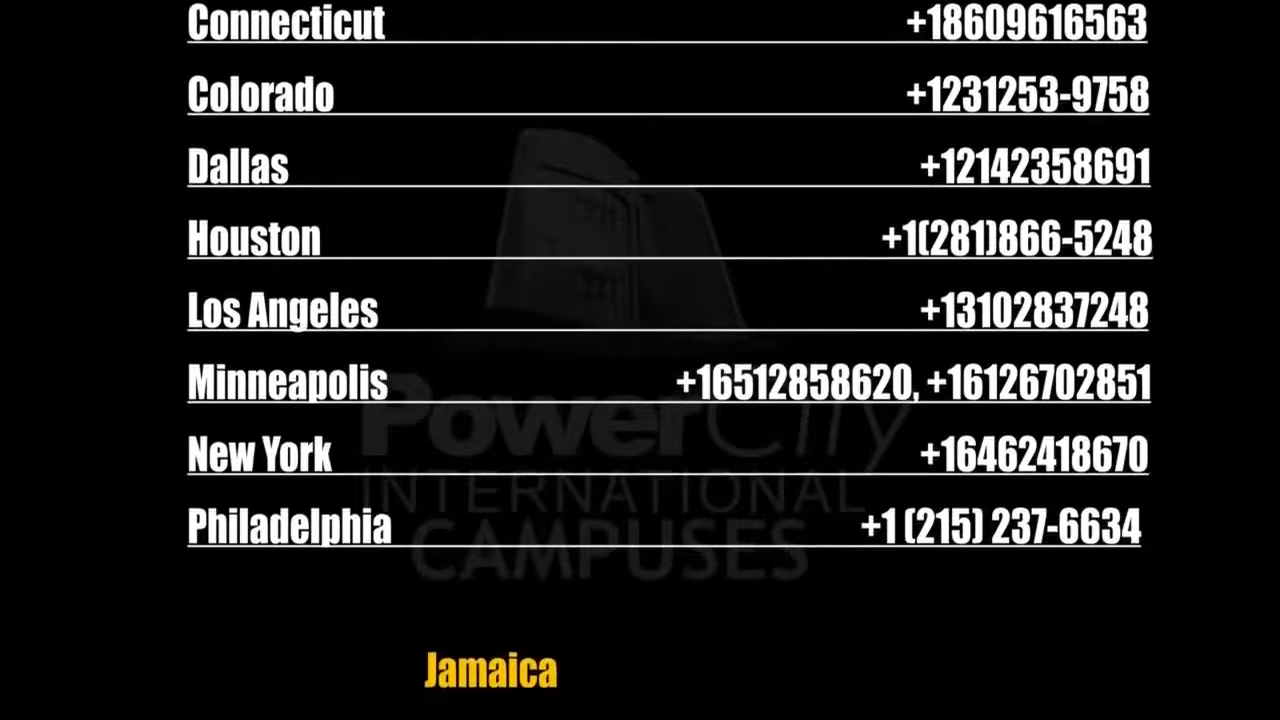 Connecticut +18609616563
Colorado +1231253-9758
Dallas +12142358691
Houston +1(281)866-5248
Los Angeles +13102837248
Minneapolis +16512858620, +16126702851
New York +16462418670
Philadelphia +1 (215) 237-6634
PowerCity
INTERNATIONAL
CAMPUSES
Jamaica